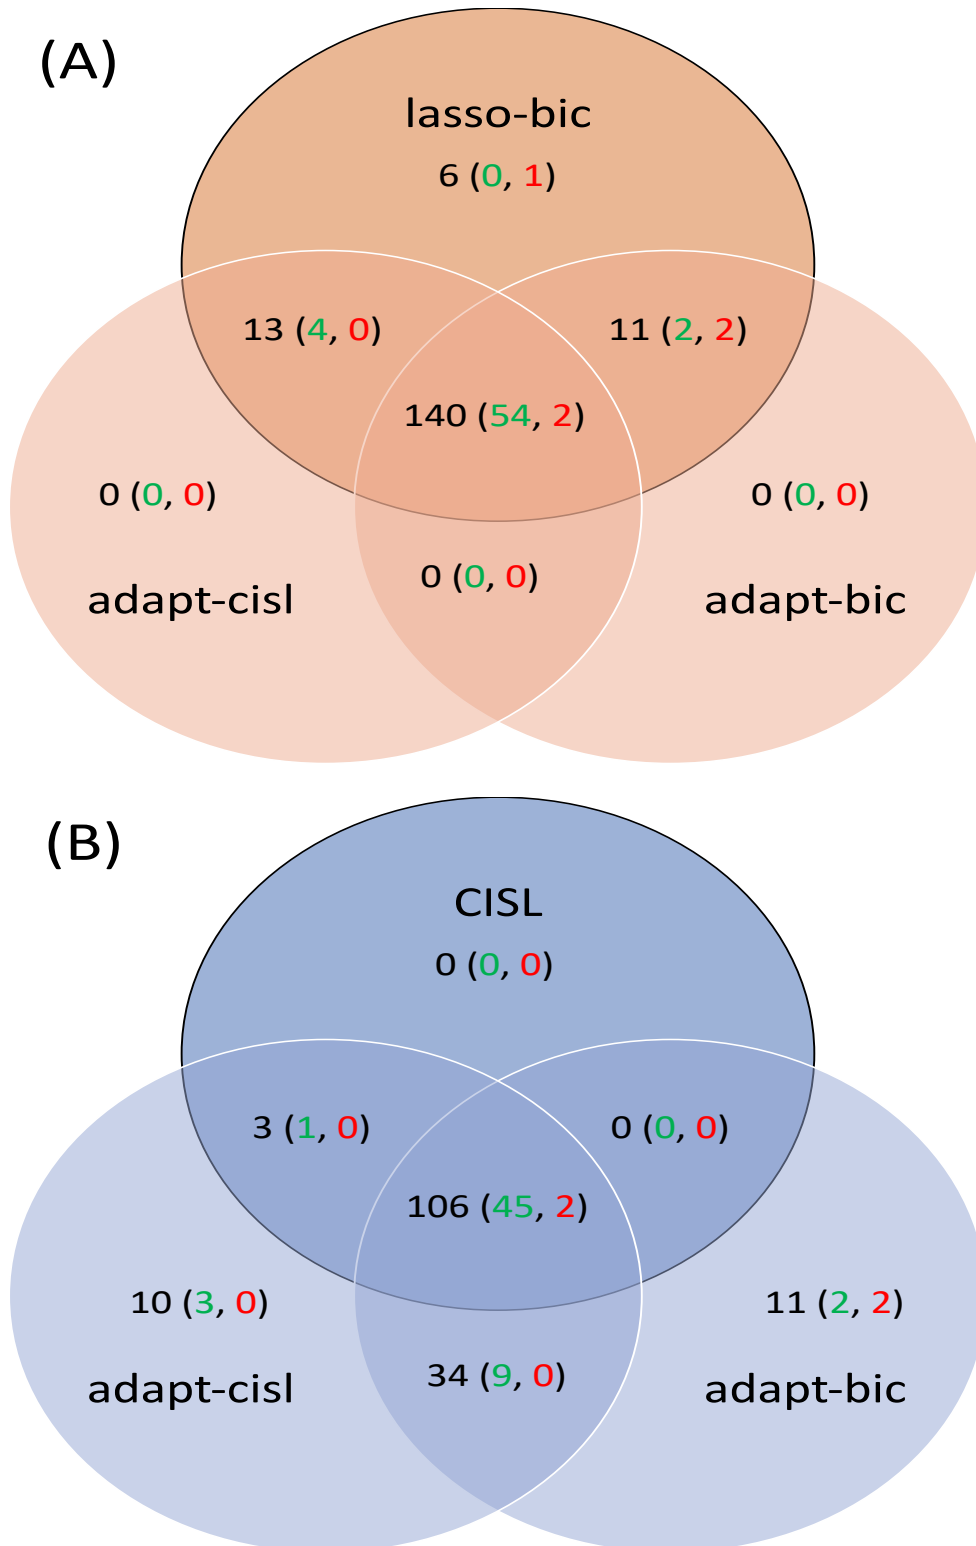 (A)
lasso-bic
6 (0, 1)
13 (4, 0)
11 (2, 2)
140 (54, 2)
0 (0, 0)
0 (0, 0)
0 (0, 0)
adapt-cisl
adapt-bic
(B)
CISL
0 (0, 0)
3 (1, 0)
0 (0, 0)
106 (45, 2)
10 (3, 0)
11 (2, 2)
34 (9, 0)
adapt-cisl
adapt-bic